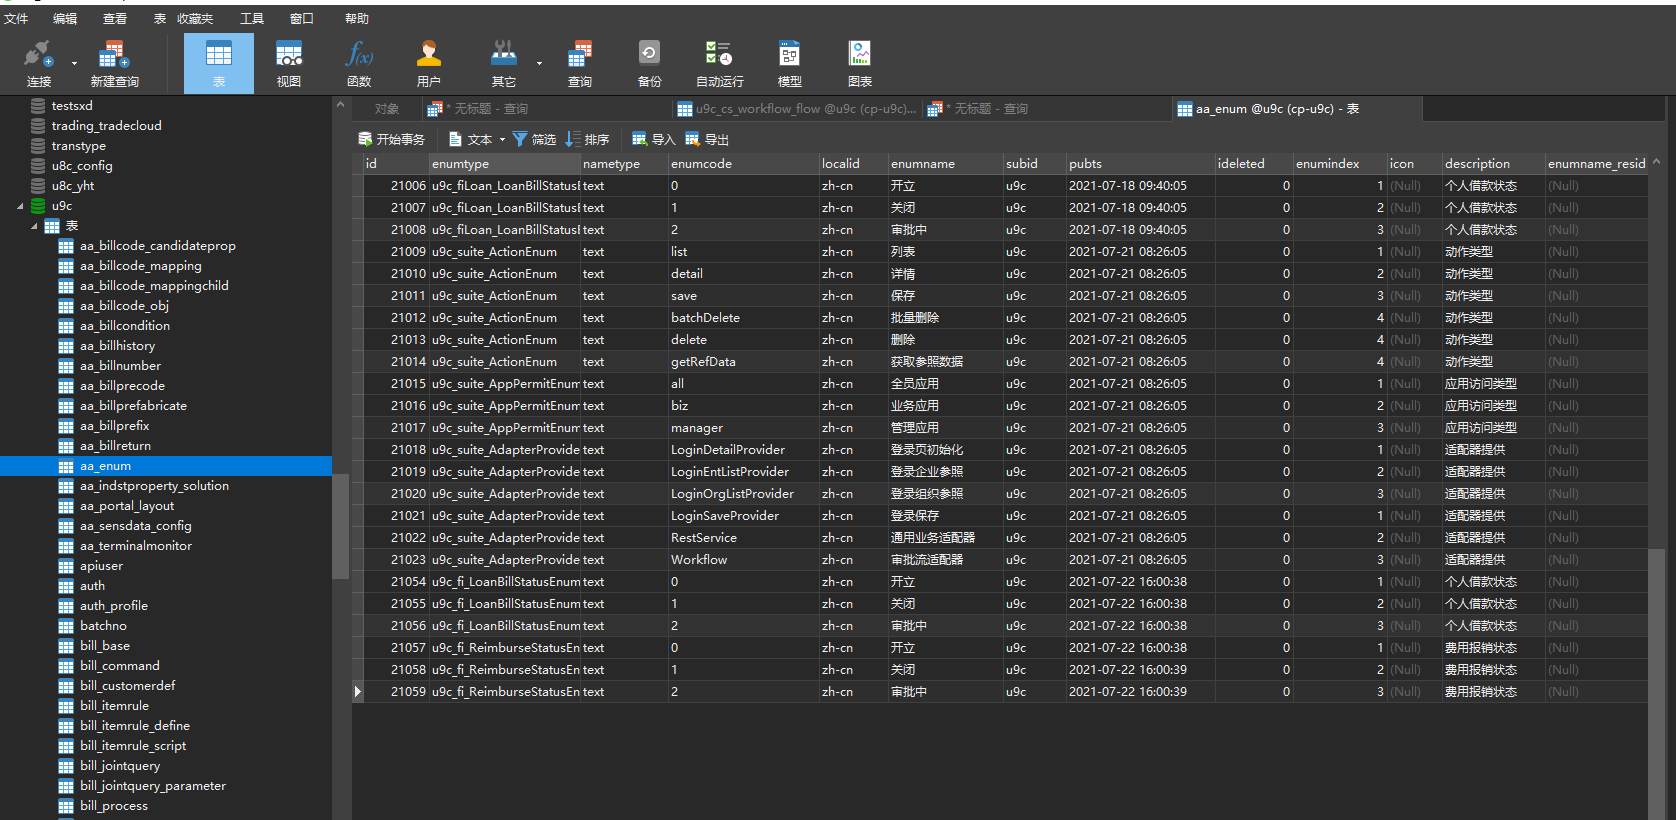 文件 编辑 查看 表 收藏夹 工具 窗口 帮助
连接 新建查询 表 视图 函数 用户 其它 查询 备份 自动运行 模型 图表
testsxd
trading_tradecloud
transtype
u8c_config
u8c_yht
u9c
表
aa_billcode_candidateprop
aa_billcode_mapping
aa_billcode_mappingchild
aa_billcode_obj
aa_billcondition
aa_billhistory
aa_billnumber
aa_billprecode
aa_billprefabricate
aa_billprefix
aa_billreturn
aa_enum
aa_indstproperty_solution
aa_portal_layout
aa_sensdata_config
aa_terminalmonitor
apiuser
auth
auth_profile
batchno
bill_base
bill_command
bill_customerdef
bill_itemrule
bill_itemrule_define
bill_itemrule_script
bill_jointquery
bill_jointquery_parameter
bill_process
对象 * 无标题 - 查询 u9c_cs_workflow_flow @u9c (cp-u9c)... * 无标题 - 查询 aa_enum @u9c (cp-u9c) - 表
开始事务 文本 筛选 排序 导入 导出
id enumtype nametype enumcode localid enumname subid pubts ideleted enumindex icon description enumname_resid
21006 u9c_fiLoan_LoanBillStatusE text 0 zh-cn 开立 u9c 2021-07-18 09:40:05 0 1 (Null) 个人借款状态 (Null)
21007 u9c_fiLoan_LoanBillStatusE text 1 zh-cn 关闭 u9c 2021-07-18 09:40:05 0 2 (Null) 个人借款状态 (Null)
21008 u9c_fiLoan_LoanBillStatusE text 2 zh-cn 审批中 u9c 2021-07-18 09:40:05 0 3 (Null) 个人借款状态 (Null)
21009 u9c_suite_ActionEnum text list zh-cn 列表 u9c 2021-07-21 08:26:05 0 1 (Null) 动作类型 (Null)
21010 u9c_suite_ActionEnum text detail zh-cn 详情 u9c 2021-07-21 08:26:05 0 2 (Null) 动作类型 (Null)
21011 u9c_suite_ActionEnum text save zh-cn 保存 u9c 2021-07-21 08:26:05 0 3 (Null) 动作类型 (Null)
21012 u9c_suite_ActionEnum text batchDelete zh-cn 批量删除 u9c 2021-07-21 08:26:05 0 4 (Null) 动作类型 (Null)
21013 u9c_suite_ActionEnum text delete zh-cn 删除 u9c 2021-07-21 08:26:05 0 4 (Null) 动作类型 (Null)
21014 u9c_suite_ActionEnum text getRefData zh-cn 获取参照数据 u9c 2021-07-21 08:26:05 0 4 (Null) 动作类型 (Null)
21015 u9c_suite_AppPermitEnum text all zh-cn 全员应用 u9c 2021-07-21 08:26:05 0 1 (Null) 应用访问类型 (Null)
21016 u9c_suite_AppPermitEnum text biz zh-cn 业务应用 u9c 2021-07-21 08:26:05 0 2 (Null) 应用访问类型 (Null)
21017 u9c_suite_AppPermitEnum text manager zh-cn 管理应用 u9c 2021-07-21 08:26:05 0 3 (Null) 应用访问类型 (Null)
21018 u9c_suite_AdapterProvide text LoginDetailProvider zh-cn 登录页初始化 u9c 2021-07-21 08:26:05 0 1 (Null) 适配器提供 (Null)
21019 u9c_suite_AdapterProvide text LoginEntListProvider zh-cn 登录企业参照 u9c 2021-07-21 08:26:05 0 2 (Null) 适配器提供 (Null)
21020 u9c_suite_AdapterProvide text LoginOrgListProvider zh-cn 登录组织参照 u9c 2021-07-21 08:26:05 0 3 (Null) 适配器提供 (Null)
21021 u9c_suite_AdapterProvide text LoginSaveProvider zh-cn 登录保存 u9c 2021-07-21 08:26:05 0 1 (Null) 适配器提供 (Null)
21022 u9c_suite_AdapterProvide text RestService zh-cn 通用业务适配器 u9c 2021-07-21 08:26:05 0 2 (Null) 适配器提供 (Null)
21023 u9c_suite_AdapterProvide text Workflow zh-cn 审批流适配器 u9c 2021-07-21 08:26:05 0 3 (Null) 适配器提供 (Null)
21054 u9c_fi_LoanBillStatusEnum text 0 zh-cn 开立 u9c 2021-07-22 16:00:38 0 1 (Null) 个人借款状态 (Null)
21055 u9c_fi_LoanBillStatusEnum text 1 zh-cn 关闭 u9c 2021-07-22 16:00:38 0 2 (Null) 个人借款状态 (Null)
21056 u9c_fi_LoanBillStatusEnum text 2 zh-cn 审批中 u9c 2021-07-22 16:00:38 0 3 (Null) 个人借款状态 (Null)
21057 u9c_fi_ReimburseStatusEn text 0 zh-cn 开立 u9c 2021-07-22 16:00:38 0 1 (Null) 费用报销状态 (Null)
21058 u9c_fi_ReimburseStatusEn text 1 zh-cn 关闭 u9c 2021-07-22 16:00:39 0 2 (Null) 费用报销状态 (Null)
21059 u9c_fi_ReimburseStatusEn text 2 zh-cn 审批中 u9c 2021-07-22 16:00:39 0 3 (Null) 费用报销状态 (Null)